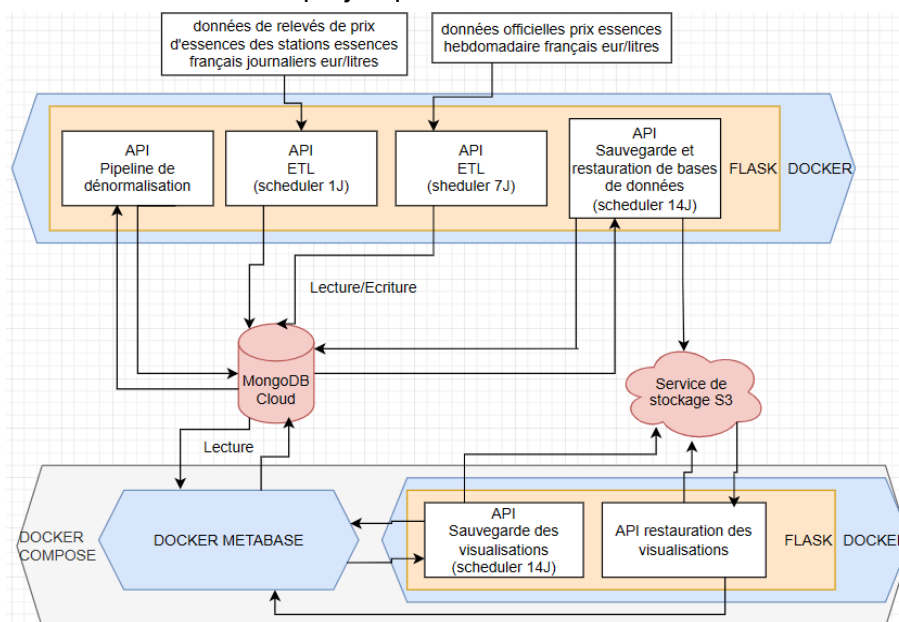 données de relevés de prix
d'essences des stations essences
français journaliers eur/litres
données officielles prix essences
hebdomadaire français eur/litres
API
Pipeline de
dénormalisation
API
ETL
(scheduler 1J)
API
ETL
(sheduler 7J)
API
Sauvegarde et
restauration de bases
de données
(scheduler 14J)
FLASK
DOCKER
Lecture/Ecriture
MongoDB
Cloud
Service de
stockage S3
Lecture
DOCKER
COMPOSE
DOCKER METABASE
API
Sauvegarde des
visualisations
(scheduler 14J)
API restauration des
visualisations
FLASK
DOCKER